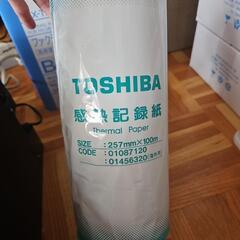 TOSHIBA
感熱記録紙
Thermal Paper
SIZE : 257mm×100m
CODE : 01087120
: 01456320